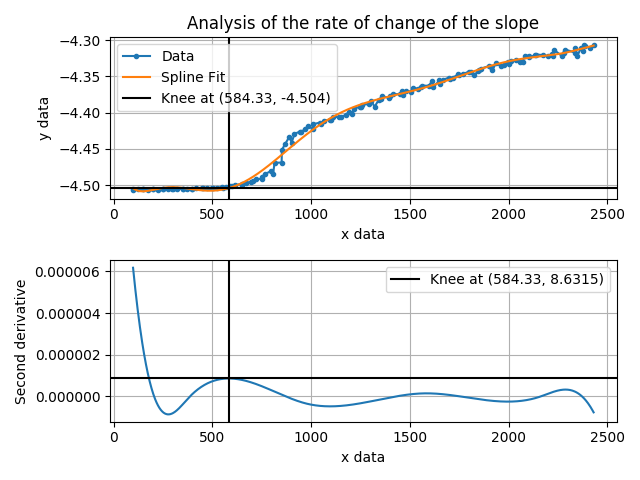 Analysis of the rate of change of the slope
−4.30
−4.35
−4.40
−4.45
−4.50
y data
Data
Spline Fit
Knee at (584.33, -4.504)
0
500
1000
1500
2000
2500
x data
0.000006
0.000004
0.000002
0.000000
Second derivative
Knee at (584.33, 8.6315)
0
500
1000
1500
2000
2500
x data